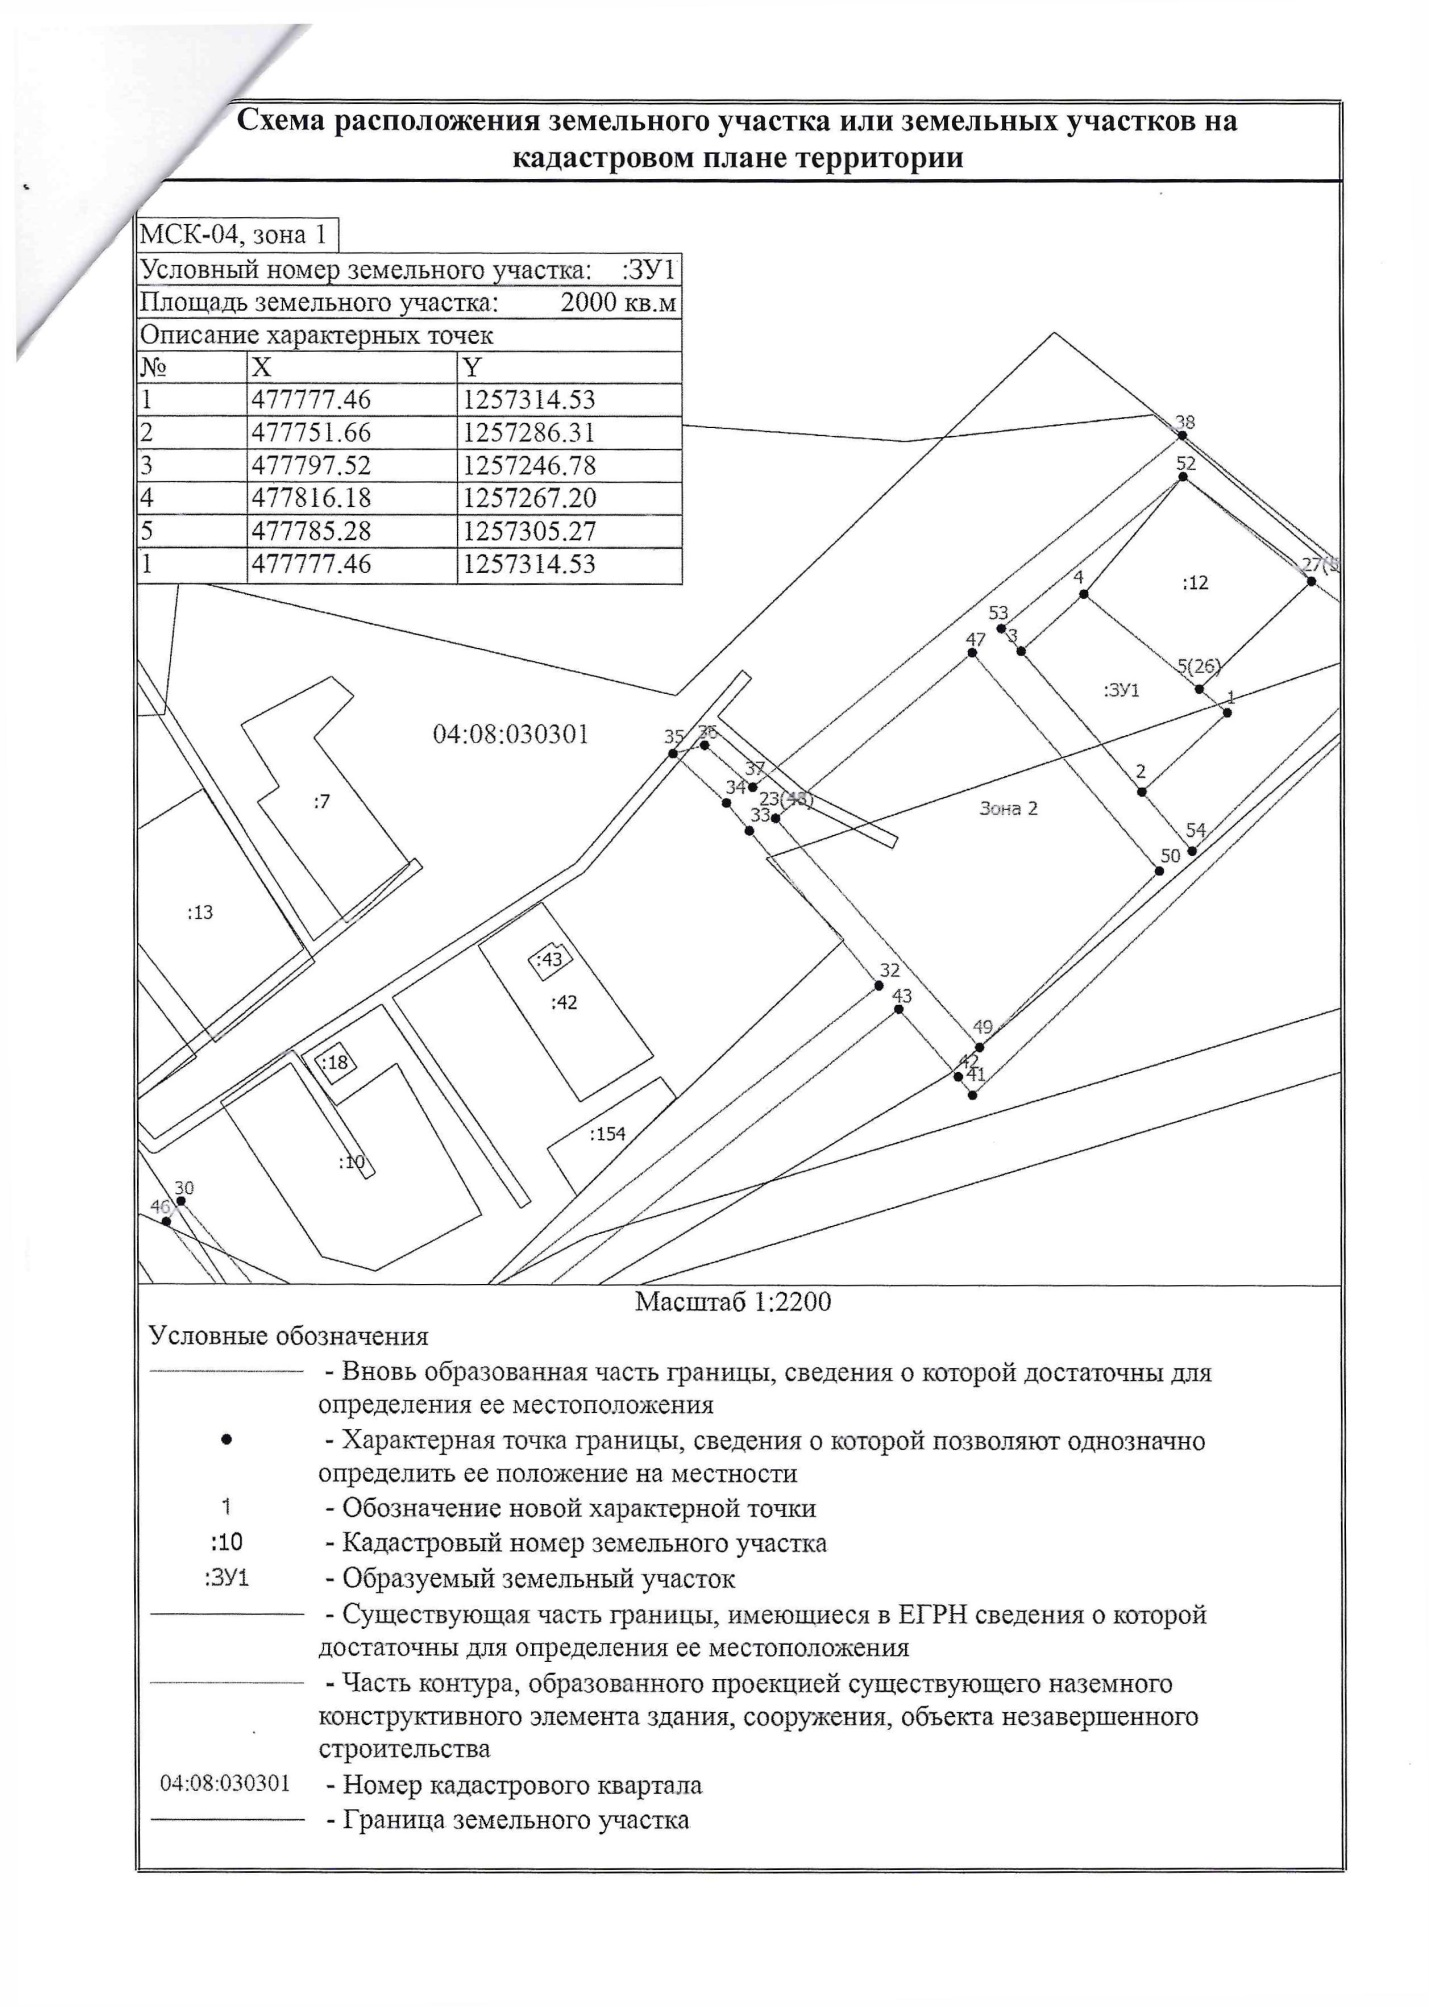 Схема расположения земельного участка или земельных участков на
кадастровом плане территории
МСК-04, зона 1
Условный номер земельного участка: :ЗУ1
Площадь земельного участка: 2000 кв.м
Описание характерных точек
№ X Y
1 477777.46 1257314.53
2 477751.66 1257286.31
3 477797.52 1257246.78
4 477816.18 1257267.20
5 477785.28 1257305.27
1 477777.46 1257314.53
38
52
27(
4
:12
53
3
47
5(26)
:ЗУ1
1
04:08:030301
35
36
37
34
23(48)
33
2
:7
Зона 2
54
50
:13
:43
:42
32
43
49
42
41
:18
:154
:10
30
46
Масштаб 1:2200
Условные обозначения
- Вновь образованная часть границы, сведения о которой достаточны для
определения ее местоположения
- Характерная точка границы, сведения о которой позволяют однозначно
определить ее положение на местности
1 - Обозначение новой характерной точки
:10 - Кадастровый номер земельного участка
:ЗУ1 - Образуемый земельный участок
- Существующая часть границы, имеющиеся в ЕГРН сведения о которой
достаточны для определения ее местоположения
- Часть контура, образованного проекцией существующего наземного
конструктивного элемента здания, сооружения, объекта незавершенного
строительства
04:08:030301 - Номер кадастрового квартала
- Граница земельного участка